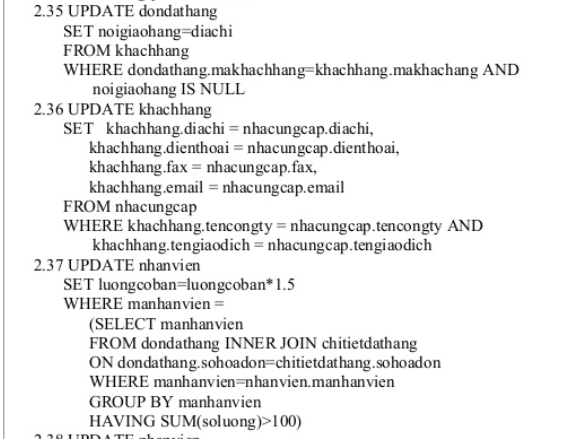 2.35 UPDATE dondathang
SET noigiaohang=diachi
FROM khachhang
WHERE dondathang.makhachhang=khachhang.makhachang AND
noigiaohang IS NULL
2.36 UPDATE khachhang
SET khachhang.diachi = nhacungcap.diachi,
khachhang.dienthoai = nhacungcap.dienthoai,
khachhang.fax = nhacungcap.fax,
khachhang.email = nhacungcap.email
FROM nhacungcap
WHERE khachhang.tencongty = nhacungcap.tencongty AND
khachhang.tengiaodich = nhacungcap.tengiaodich
2.37 UPDATE nhanvien
SET luongcoban=luongcoban*1.5
WHERE manhanvien =
(SELECT manhanvien
FROM dondathang INNER JOIN chitietdathang
ON dondathang.sohoadon=chitietdathang.sohoadon
WHERE manhanvien=nhanvien.manhanvien
GROUP BY manhanvien
HAVING SUM(soluong)>100)
2.38 UPDATE nhanvien